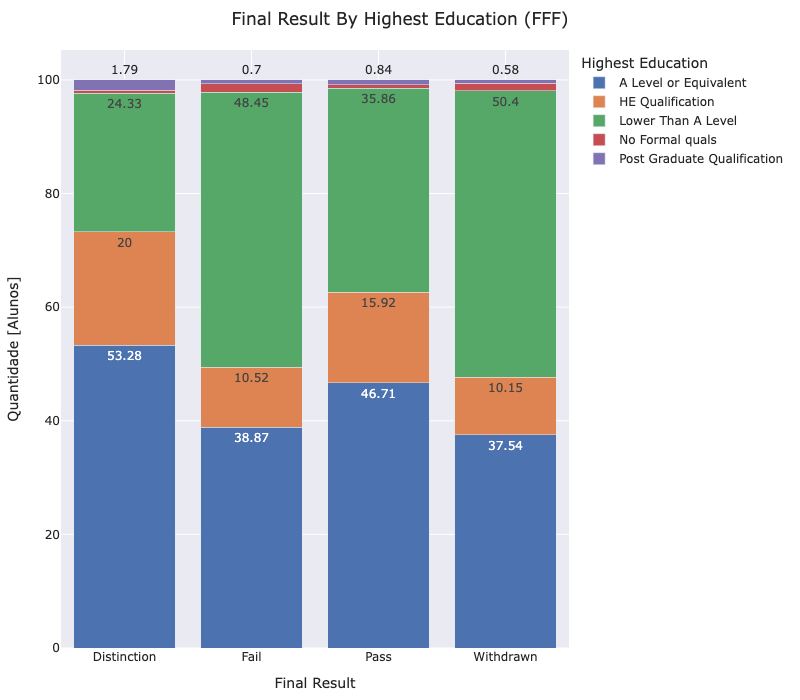 Final Result By Highest Education (FFF)
Highest Education
A Level or Equivalent
HE Qualification
Lower Than A Level
No Formal quals
Post Graduate Qualification
Quantidade [Alunos]
100
80
60
40
20
0
1.79
0.7
0.84
0.58
24.33
48.45
35.86
50.4
20
10.52
15.92
10.15
53.28
38.87
46.71
37.54
Distinction
Fail
Pass
Withdrawn
Final Result